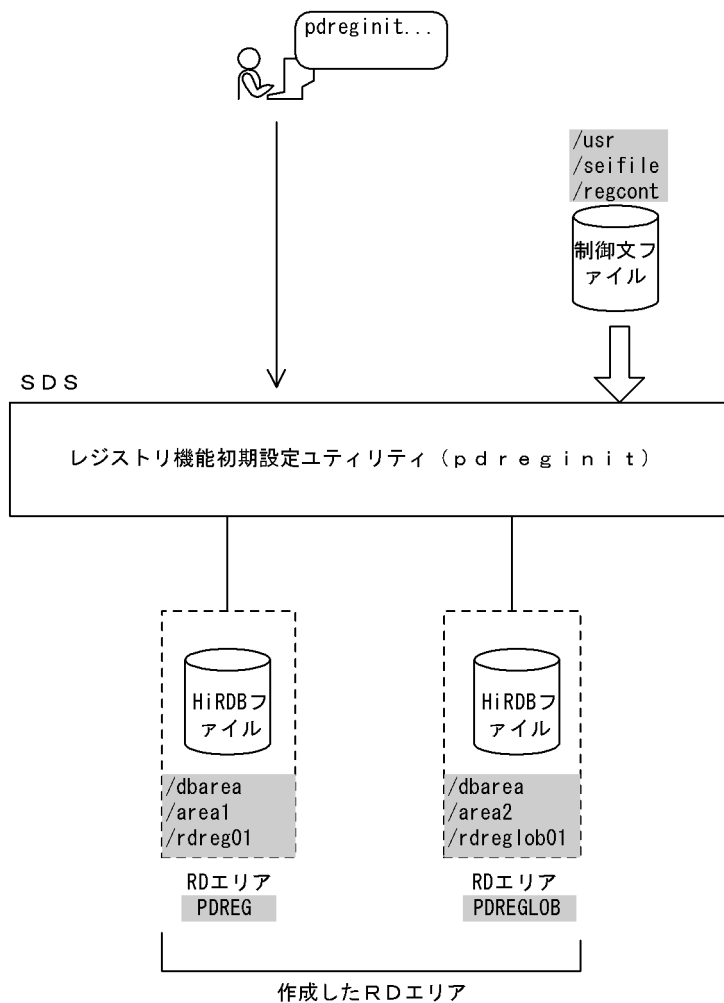 pdreginit...
/usr
/seifile
/regcont
制御文フ
ァイル
ＳＤＳ
レジストリ機能初期設定ユティリティ（ｐｄｒｅｇｉｎｉｔ）
HiRDBフ
ァイル
/dbarea
/area1
/rdreg01
RDエリア
PDREG
HiRDBフ
ァイル
/dbarea
/area2
/rdreglob01
RDエリア
PDREGLOB
作成したＲＤエリア